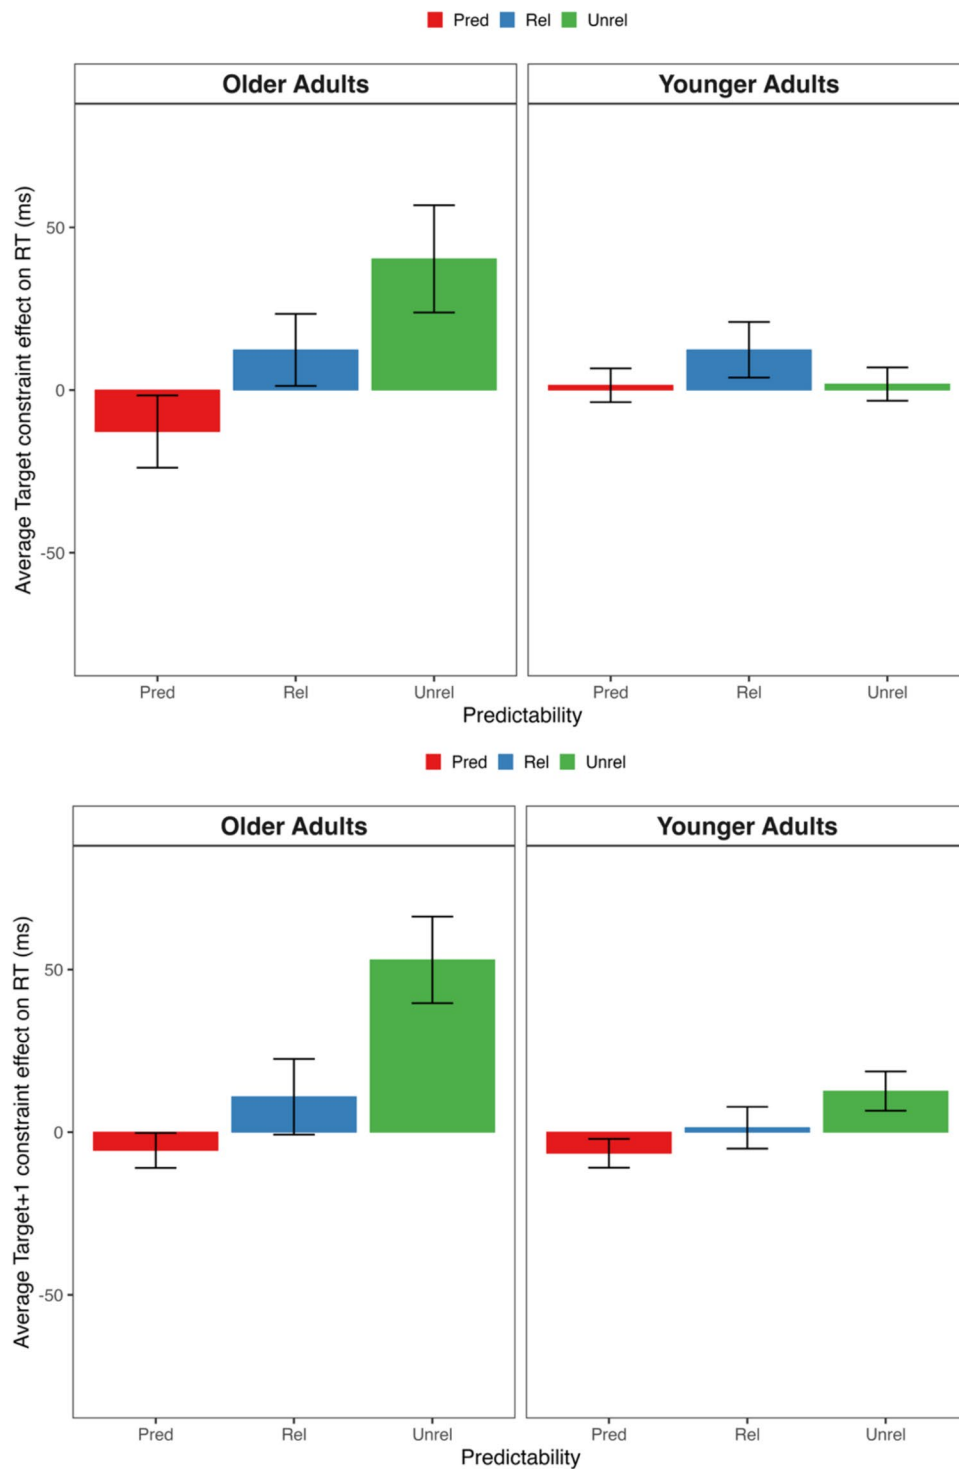 Pred Rel Unrel
Older Adults Younger Adults
Average Target constraint effect on RT (ms)
50
0
-50
Pred Rel Unrel Pred Rel Unrel
Predictability
Pred Rel Unrel
Older Adults Younger Adults
Average Target+1 constraint effect on RT (ms)
50
0
-50
Pred Rel Unrel Pred Rel Unrel
Predictability